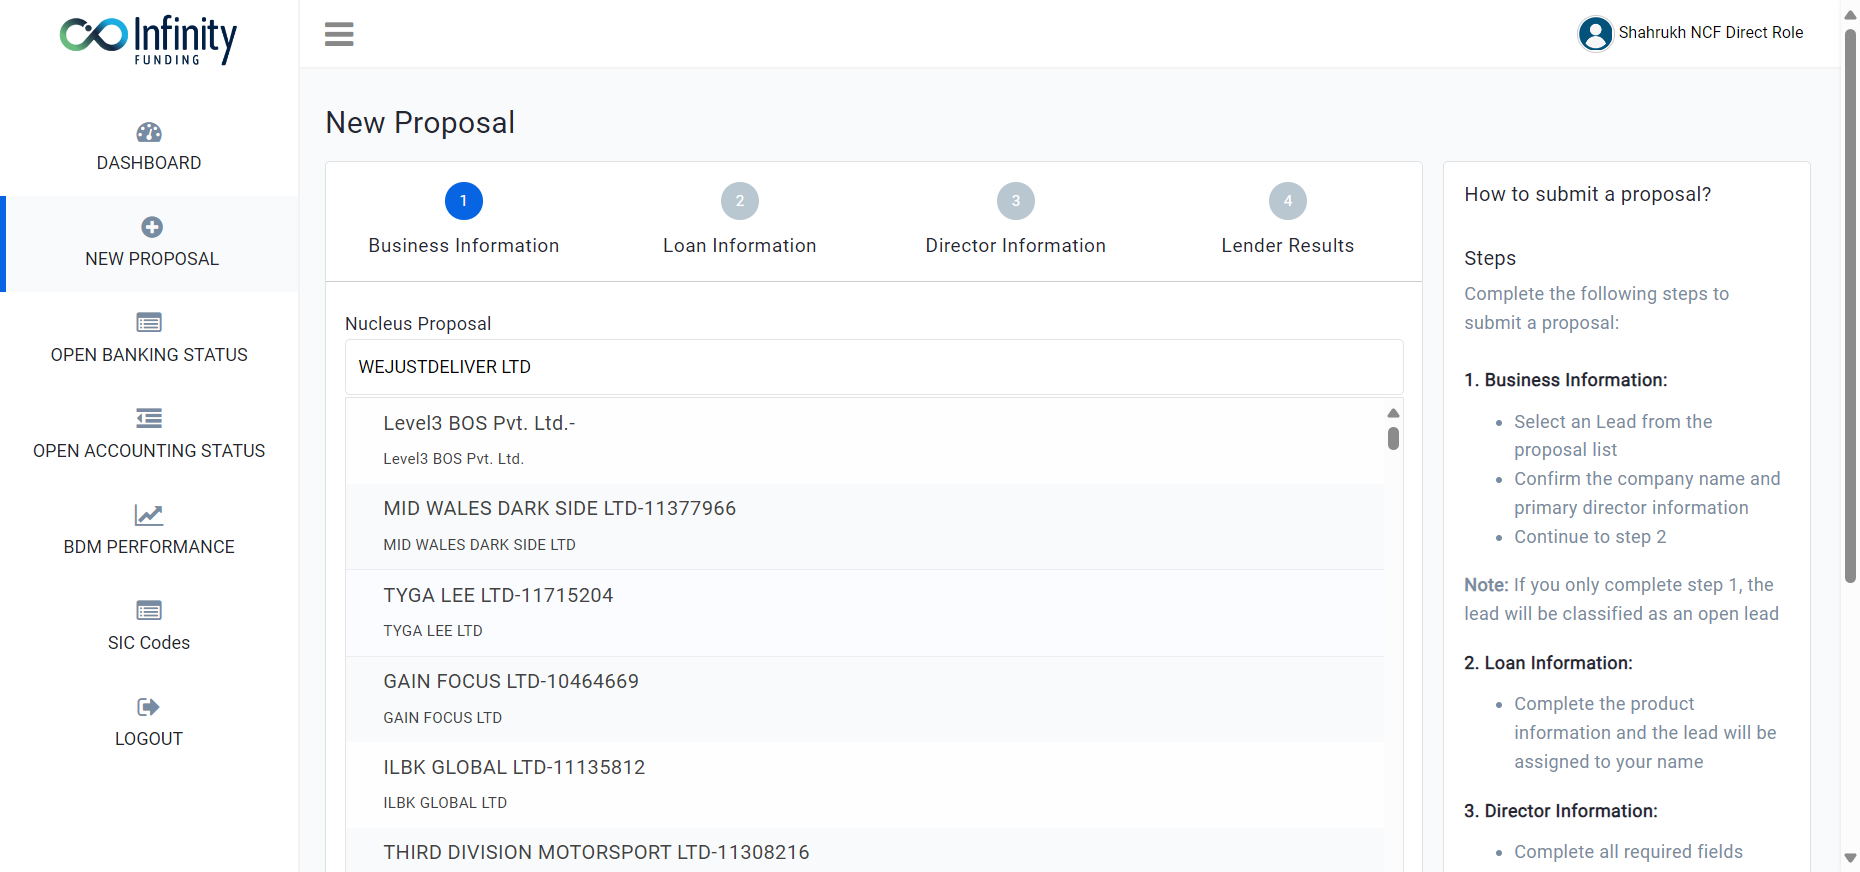 Infinity
FUNDING
Shahrukh NCF Direct Role
DASHBOARD
NEW PROPOSAL
OPEN BANKING STATUS
OPEN ACCOUNTING STATUS
BDM PERFORMANCE
SIC Codes
LOGOUT
New Proposal
1
2
3
4
Business Information
Loan Information
Director Information
Lender Results
Nucleus Proposal
WEJUSTDELIVER LTD
Level3 BOS Pvt. Ltd.-
Level3 BOS Pvt. Ltd.
MID WALES DARK SIDE LTD-11377966
MID WALES DARK SIDE LTD
TYGA LEE LTD-11715204
TYGA LEE LTD
GAIN FOCUS LTD-10464669
GAIN FOCUS LTD
ILBK GLOBAL LTD-11135812
ILBK GLOBAL LTD
THIRD DIVISION MOTORSPORT LTD-11308216
How to submit a proposal?
Steps
Complete the following steps to
submit a proposal:
1. Business Information:
• Select an Lead from the
proposal list
• Confirm the company name and
primary director information
• Continue to step 2
Note: If you only complete step 1, the
lead will be classified as an open lead
2. Loan Information:
• Complete the product
information and the lead will be
assigned to your name
3. Director Information:
• Complete all required fields